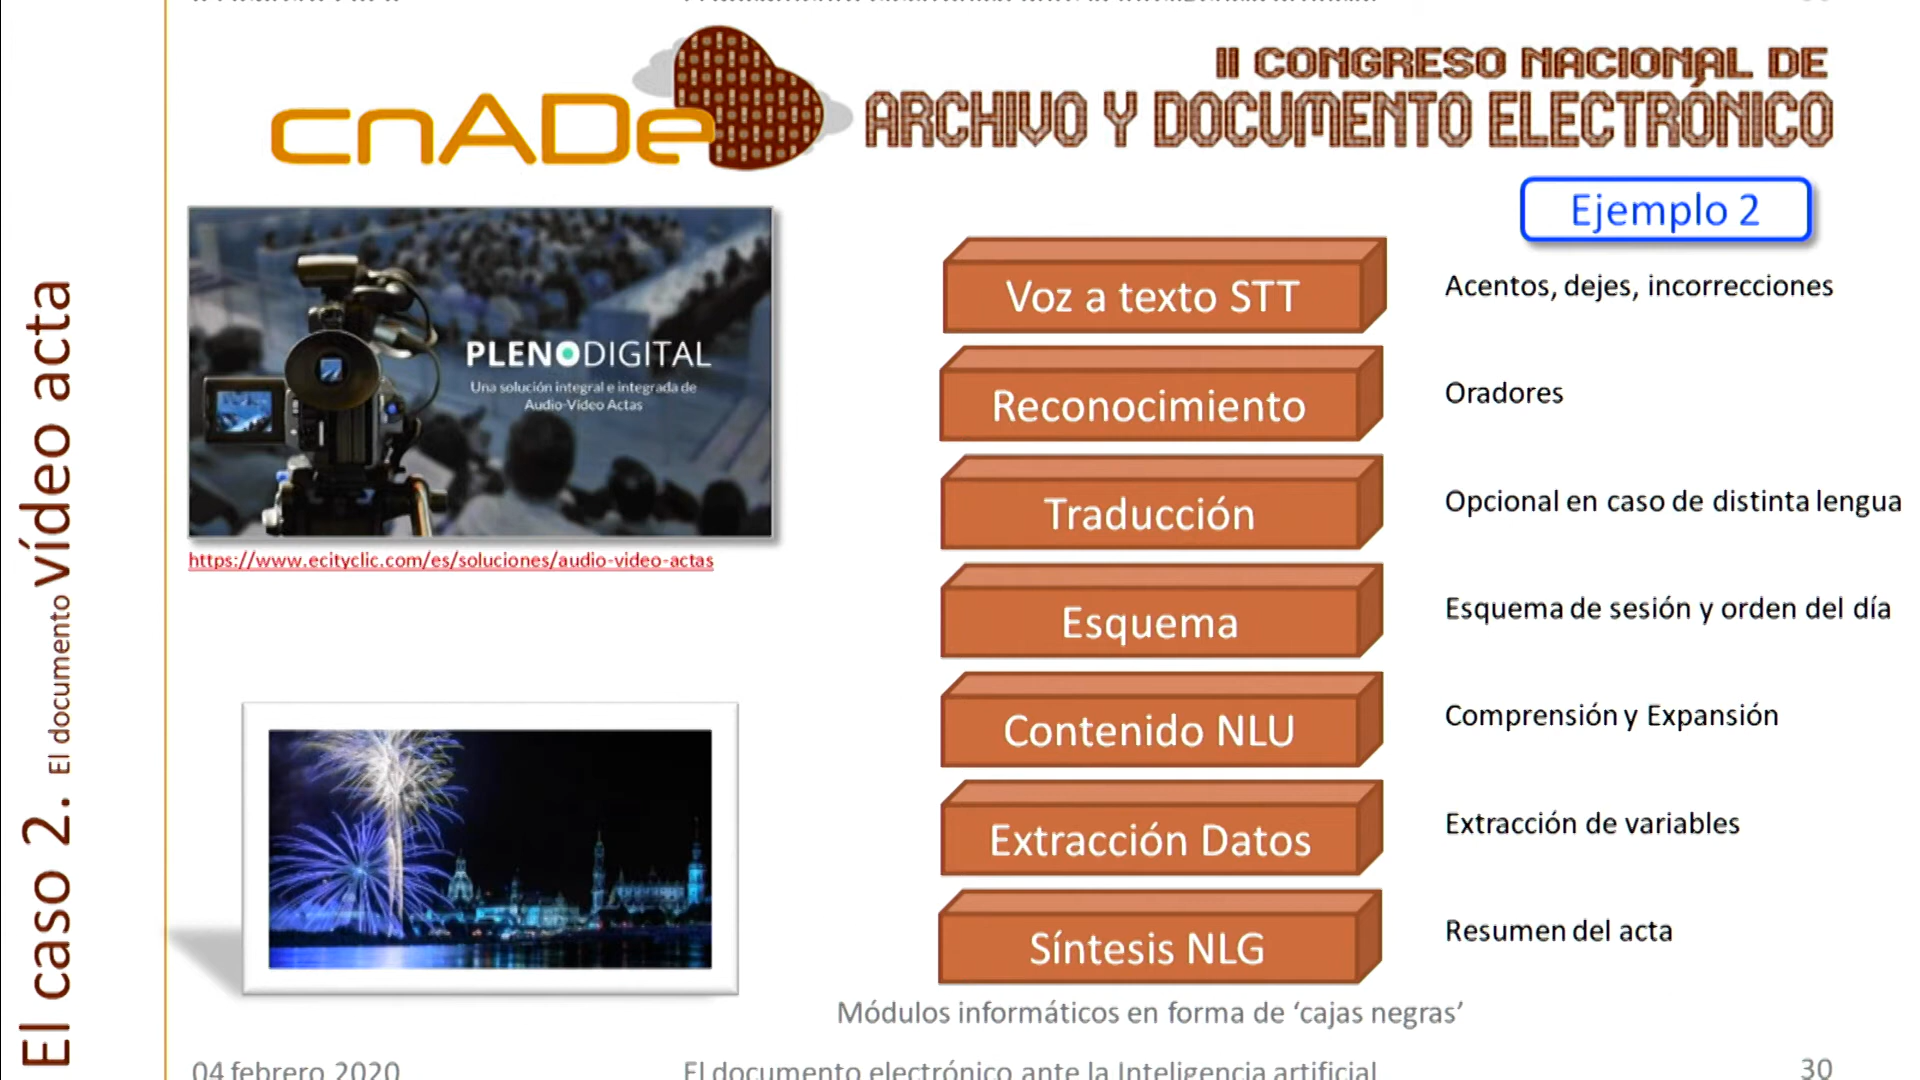 cnADe
II CONGRESO NACIONAL DE
ARCHIVO Y DOCUMENTO ELECTRÓNICO
El caso 2. El documento vídeo acta
Ejemplo 2
PLENODIGITAL
Una solución integral e integrada de
Audio-Video Actas
https://www.ecityclic.com/es/soluciones/audio-video-actas
Voz a texto STT
Acentos, dejes, incorrecciones
Reconocimiento
Oradores
Traducción
Opcional en caso de distinta lengua
Esquema
Esquema de sesión y orden del día
Contenido NLU
Comprensión y Expansión
Extracción Datos
Extracción de variables
Síntesis NLG
Resumen del acta
Módulos informáticos en forma de ‘cajas negras’
04 febrero 2020
El documento electrónico ante la Inteligencia artificial
30